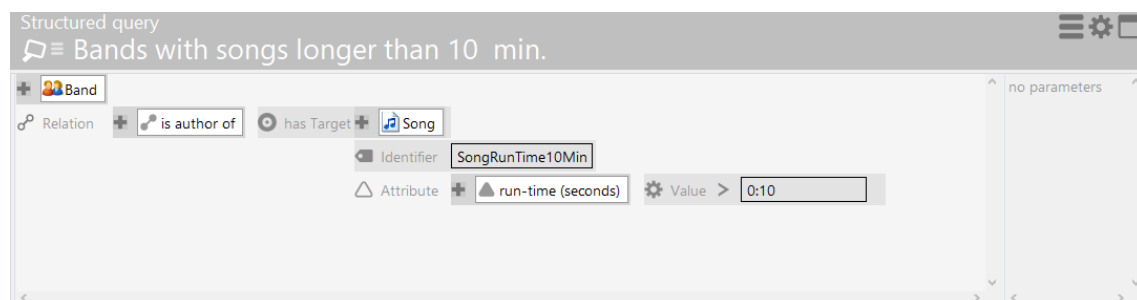 Structured query
Bands with songs longer than 10 min.
Band
no parameters
Relation is author of has Target Song
Identifier SongRunTime10Min
Attribute run-time (seconds) Value > 0:10